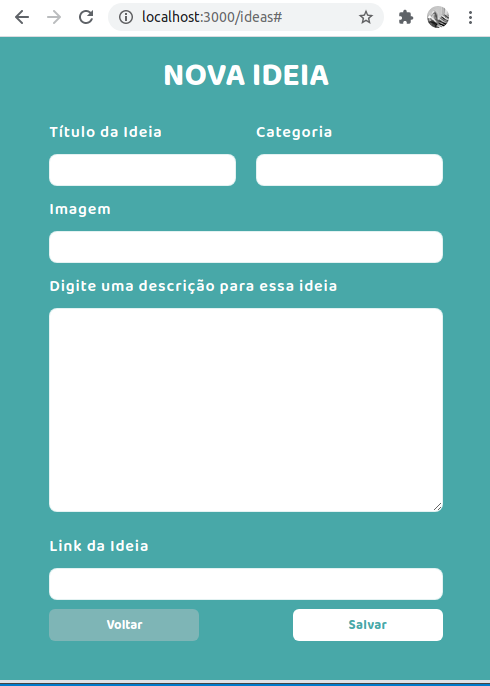 localhost:3000/ideas#
NOVA IDEIA
Título da Ideia Categoria
Imagem
Digite uma descrição para essa ideia
Link da Ideia
Voltar Salvar